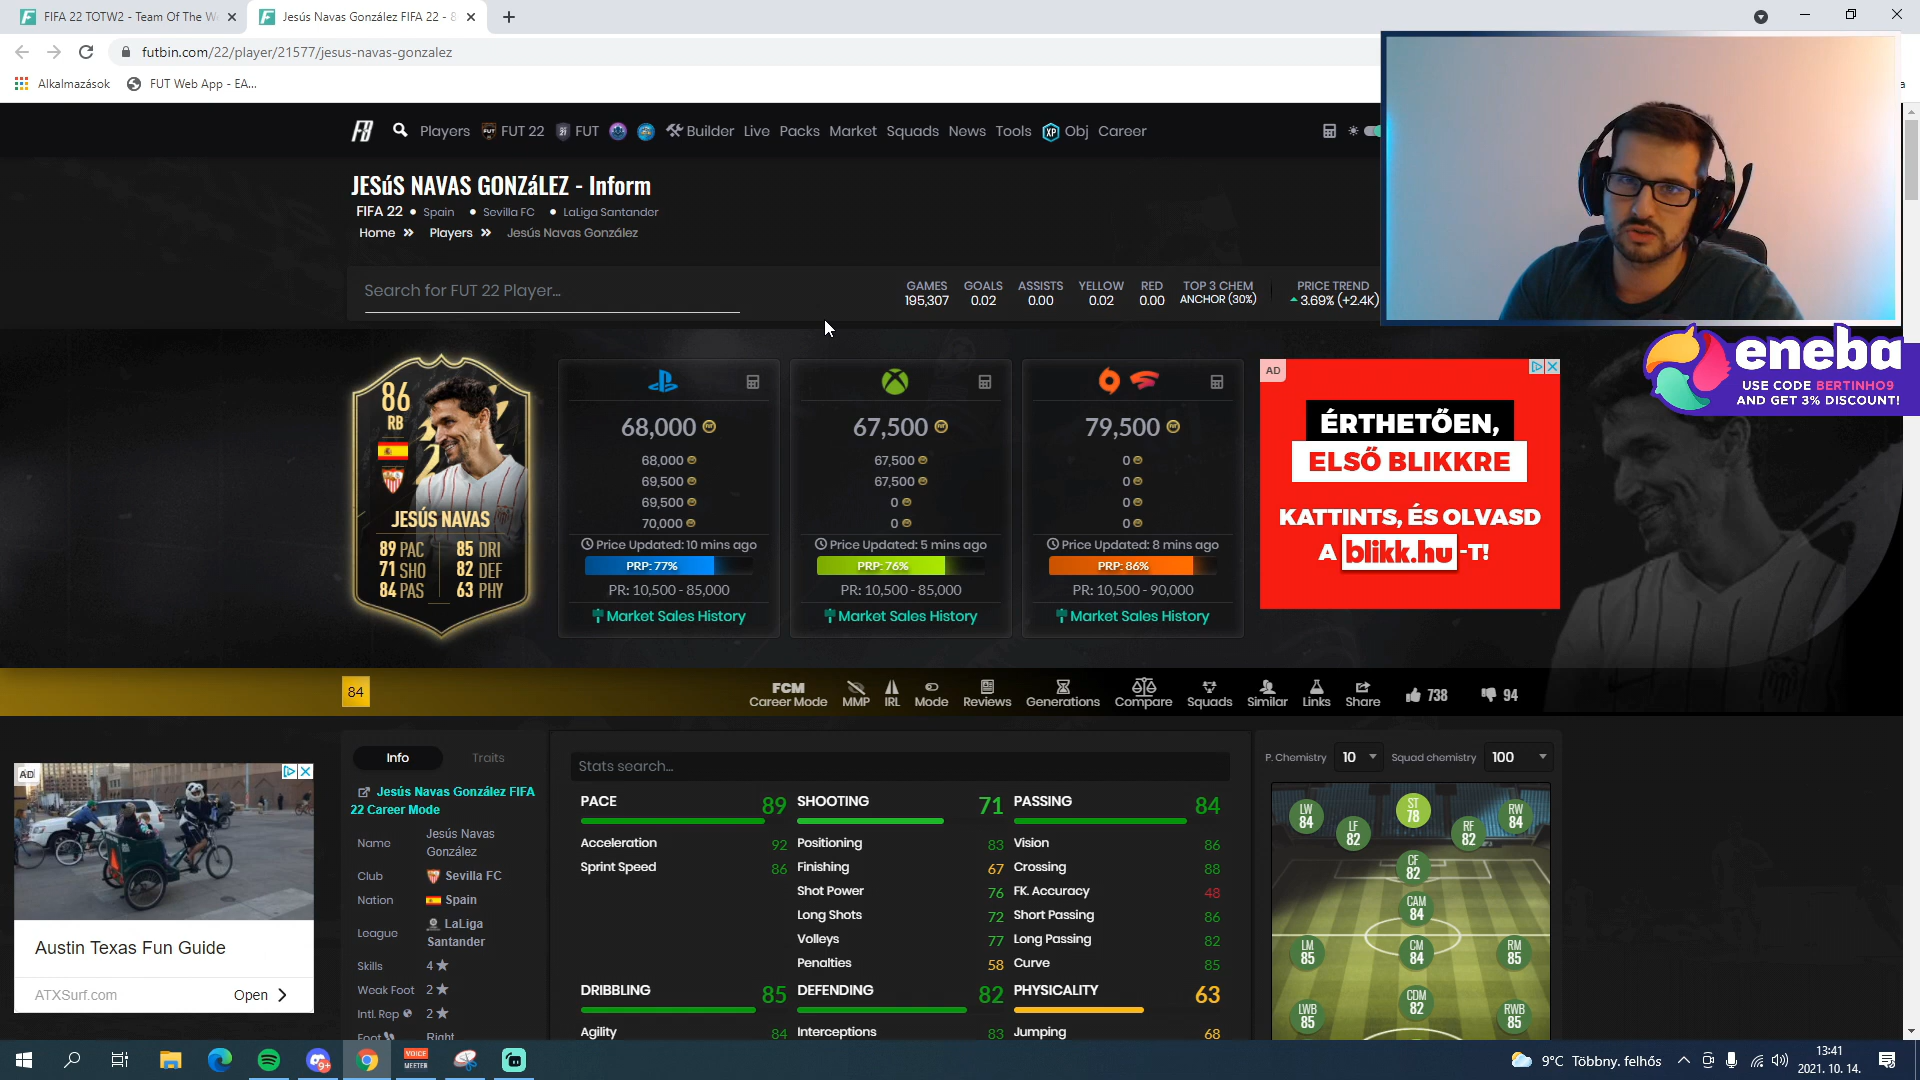 FIFA 22 TOTW2 - Team Of The W
Jesús Navas González FIFA 22 - 8
futbin.com/22/player/21577/jesus-navas-gonzalez
Alkalmazások
FUT Web App - EA...
Players FUT 22 FUT Builder Live Packs Market Squads News Tools Obj Career
JESúS NAVAS GONZáLEZ - Inform
FIFA 22 • Spain • Sevilla FC • LaLiga Santander
Home » Players » Jesús Navas González
Search for FUT 22 Player...
GAMES GOALS ASSISTS YELLOW RED TOP 3 CHEM PRICE TREND
195,307 0.02 0.00 0.02 0.00 ANCHOR (30%) 3.69% (+2.4K)
eneba
USE CODE BERTINHO9
AND GET 3% DISCOUNT!
86
RB
JESÚS NAVAS
89 PAC 85 DRI
71 SHO 82 DEF
84 PAS 63 PHY
68,000
68,000
69,500
69,500
70,000
Price Updated: 10 mins ago
PRP: 77%
PR: 10,500 - 85,000
Market Sales History
67,500
67,500
67,500
0
0
Price Updated: 5 mins ago
PRP: 76%
PR: 10,500 - 85,000
Market Sales History
79,500
0
0
0
0
Price Updated: 8 mins ago
PRP: 86%
PR: 10,500 - 90,000
Market Sales History
AD
ÉRTHETŐEN,
ELSŐ BLIKKRE
KATTINTS, ÉS OLVASD
A blikk.hu-T!
84
FCM
Career Mode MMP IRL Mode Reviews Generations Compare Squads Similar Links Share 738 94
AD
Austin Texas Fun Guide
ATXSurf.com Open
Info Traits
Jesús Navas González FIFA
22 Career Mode
Name Jesús Navas
González
Club Sevilla FC
Nation Spain
League LaLiga
Santander
Skills 4
Weak Foot 2
Intl. Rep 2
Foot Right
Stats search...
PACE 89
Acceleration 92
Sprint Speed 86
SHOOTING 71
Positioning 83
Finishing 67
Shot Power 76
Long Shots 72
Volleys 77
Penalties 58
PASSING 84
Vision 86
Crossing 88
FK. Accuracy 48
Short Passing 86
Long Passing 82
Curve 85
DRIBBLING 85
Agility 84
DEFENDING 82
Interceptions 83
PHYSICALITY 63
Jumping 68
P. Chemistry 10 Squad chemistry 100
LW
84
ST
78
RW
84
LF
82
RF
82
CF
82
CAM
84
LM
85
CM
84
RM
85
CDM
82
LWB
85
RWB
85
VOICE
MEETER
9°C Többny. felhős
13:41
2021. 10. 14.